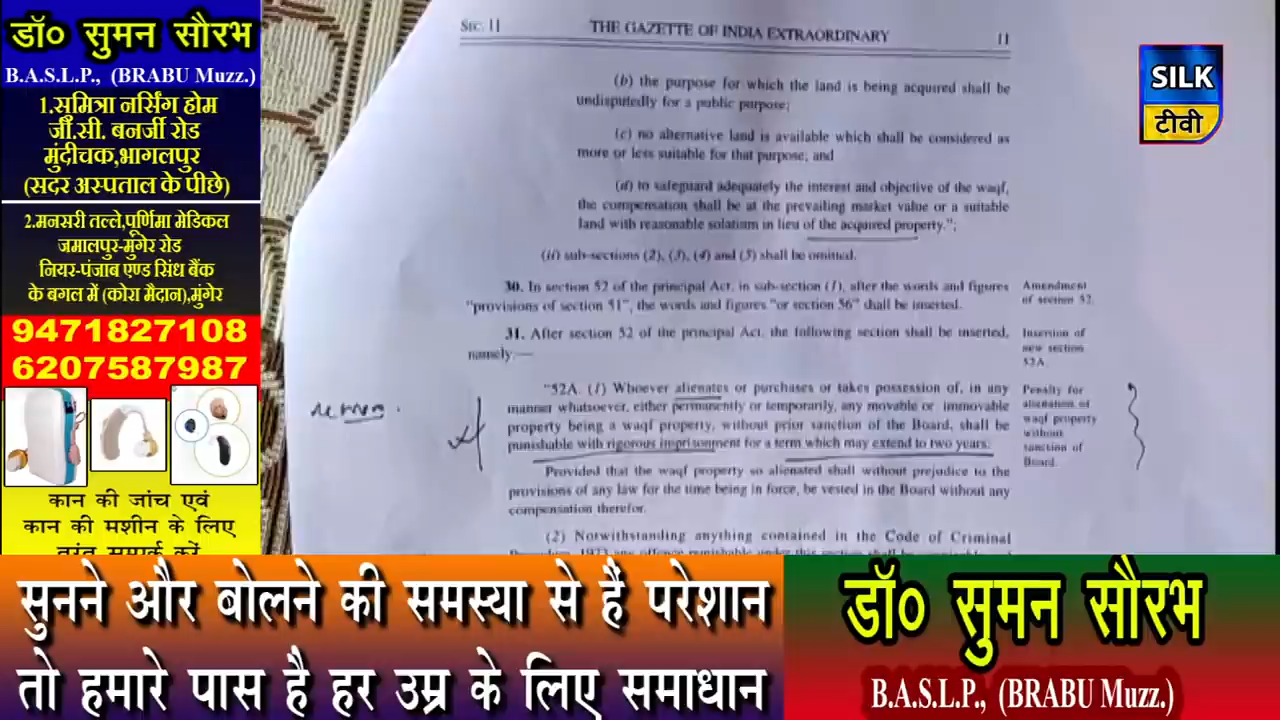 डॉ० सुमन सौरभ
B.A.S.L.P., (BRABU Muzz.)
1.सुमित्रा नर्सिंग होम
जी.सी. बनर्जी रोड
मुंदीचक,भागलपुर
(सदर अस्पताल के पीछे)
2.मनसरी तल्ले,पूर्णिमा मेडिकल
जमालपुर-मुंगेर रोड
नियर-पंजाब एण्ड सिंध बैंक
के बगल में (कोरा मैदान),मुंगेर
9471827108
6207587987
कान की जाँच एवं
कान की मशीन के लिए
तुरंत सम्पर्क करें
SEC. 1] THE GAZETTE OF INDIA EXTRAORDINARY 11
(b) the purpose for which the land is being acquired shall be
undisputedly for a public purpose;
(c) no alternative land is available which shall be considered as
more or less suitable for that purpose; and
(d) to safeguard adequately the interest and objective of the waqf,
the compensation shall be at the prevailing market value or a suitable
land with reasonable solatium in lieu of the acquired property.";
(ii) sub-sections (2), (3), (4) and (5) shall be omitted.
30. In section 52 of the principal Act, in sub-section (1), after the words and figures
"provisions of section 51", the words and figures "or section 56" shall be inserted.
Amendment
of section 52.
31. After section 52 of the principal Act, the following section shall be inserted,
namely:—
Insertion of
new section
52A.
"52A. (1) Whoever alienates or purchases or takes possession of, in any
manner whatsoever, either permanently or temporarily, any movable or immovable
property being a waqf property, without prior sanction of the Board, shall be
punishable with rigorous imprisonment for a term which may extend to two years:
Penalty for
alienation of
waqf property
without
sanction of
Board.
Provided that the waqf property so alienated shall without prejudice to the
provisions of any law for the time being in force, be vested in the Board without any
compensation therefor.
(2) Notwithstanding anything contained in the Code of Criminal
SILK
टीवी
सुनने और बोलने की समस्या से हैं परेशान
तो हमारे पास है हर उम्र के लिए समाधान
डॉ० सुमन सौरभ
B.A.S.L.P., (BRABU Muzz.)